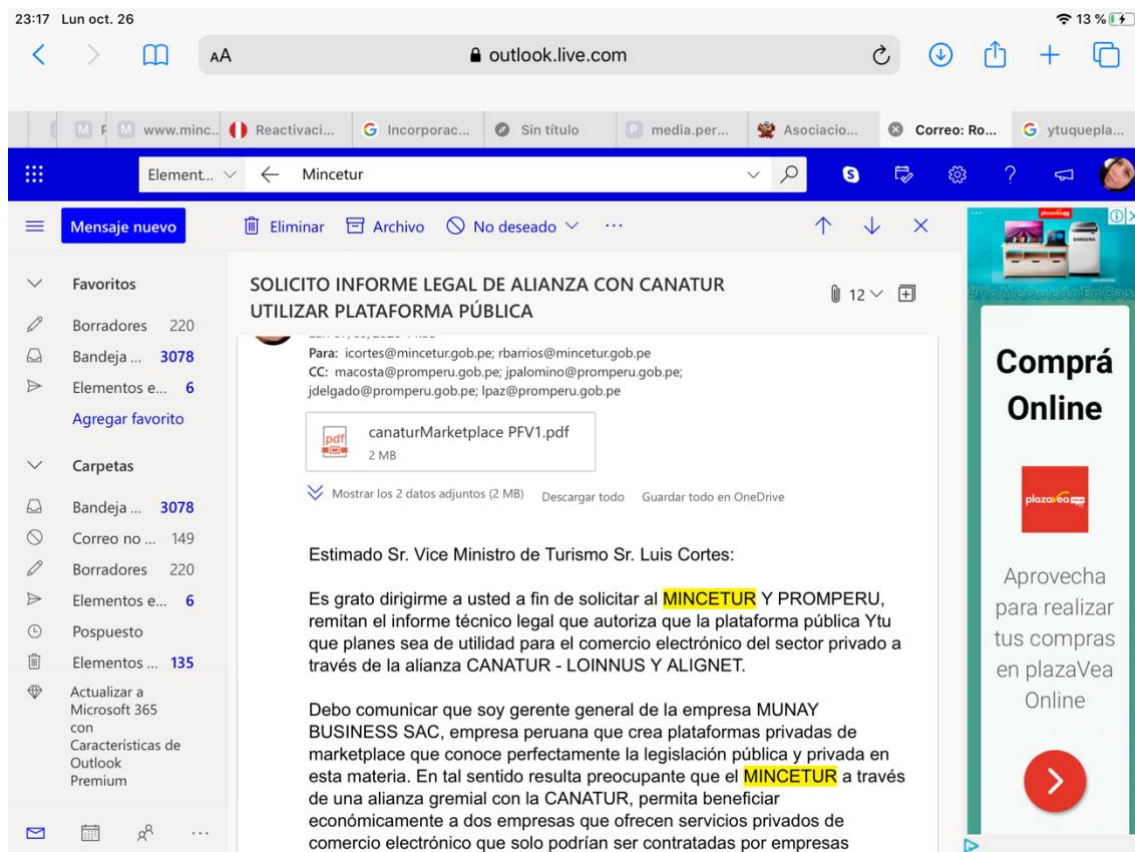 23:17 Lun oct. 26
13 %
AA
outlook.live.com
www.minc..
Reactivaci...
Incorporac...
Sin título
media.per...
Asociacio...
Correo: Ro...
ytuquepla...
Element...
Mincetur
Mensaje nuevo
Eliminar
Archivo
No deseado
...
Favoritos
Borradores 220
Bandeja ... 3078
Elementos e... 6
Agregar favorito
Carpetas
Bandeja ... 3078
Correo no ... 149
Borradores 220
Elementos e... 6
Pospuesto
Elementos ... 135
Actualizar a
Microsoft 365
con
Características de
Outlook
Premium
SOLICITO INFORME LEGAL DE ALIANZA CON CANATUR
UTILIZAR PLATAFORMA PÚBLICA
12
Para: icortes@mincetur.gob.pe; rbarrios@mincetur.gob.pe
CC: macosta@promperu.gob.pe; jpalomino@promperu.gob.pe;
jdelgado@promperu.gob.pe; lpaz@promperu.gob.pe
pdf
canaturMarketplace PFV1.pdf
2 MB
Mostrar los 2 datos adjuntos (2 MB) Descargar todo Guardar todo en OneDrive
Estimado Sr. Vice Ministro de Turismo Sr. Luis Cortes:
Es grato dirigirme a usted a fin de solicitar al MINCETUR Y PROMPERU,
remitan el informe técnico legal que autoriza que la plataforma pública Ytu
que planes sea de utilidad para el comercio electrónico del sector privado a
través de la alianza CANATUR - LOINNUS Y ALIGNET.
Debo comunicar que soy gerente general de la empresa MUNAY
BUSINESS SAC, empresa peruana que crea plataformas privadas de
marketplace que conoce perfectamente la legislación pública y privada en
esta materia. En tal sentido resulta preocupante que el MINCETUR a través
de una alianza gremial con la CANATUR, permita beneficiar
económicamente a dos empresas que ofrecen servicios privados de
comercio electrónico que solo podrían ser contratadas por empresas
SAMSUNG
Comprá
Online
plazavea
Aprovecha
para realizar
tus compras
en plazaVea
Online